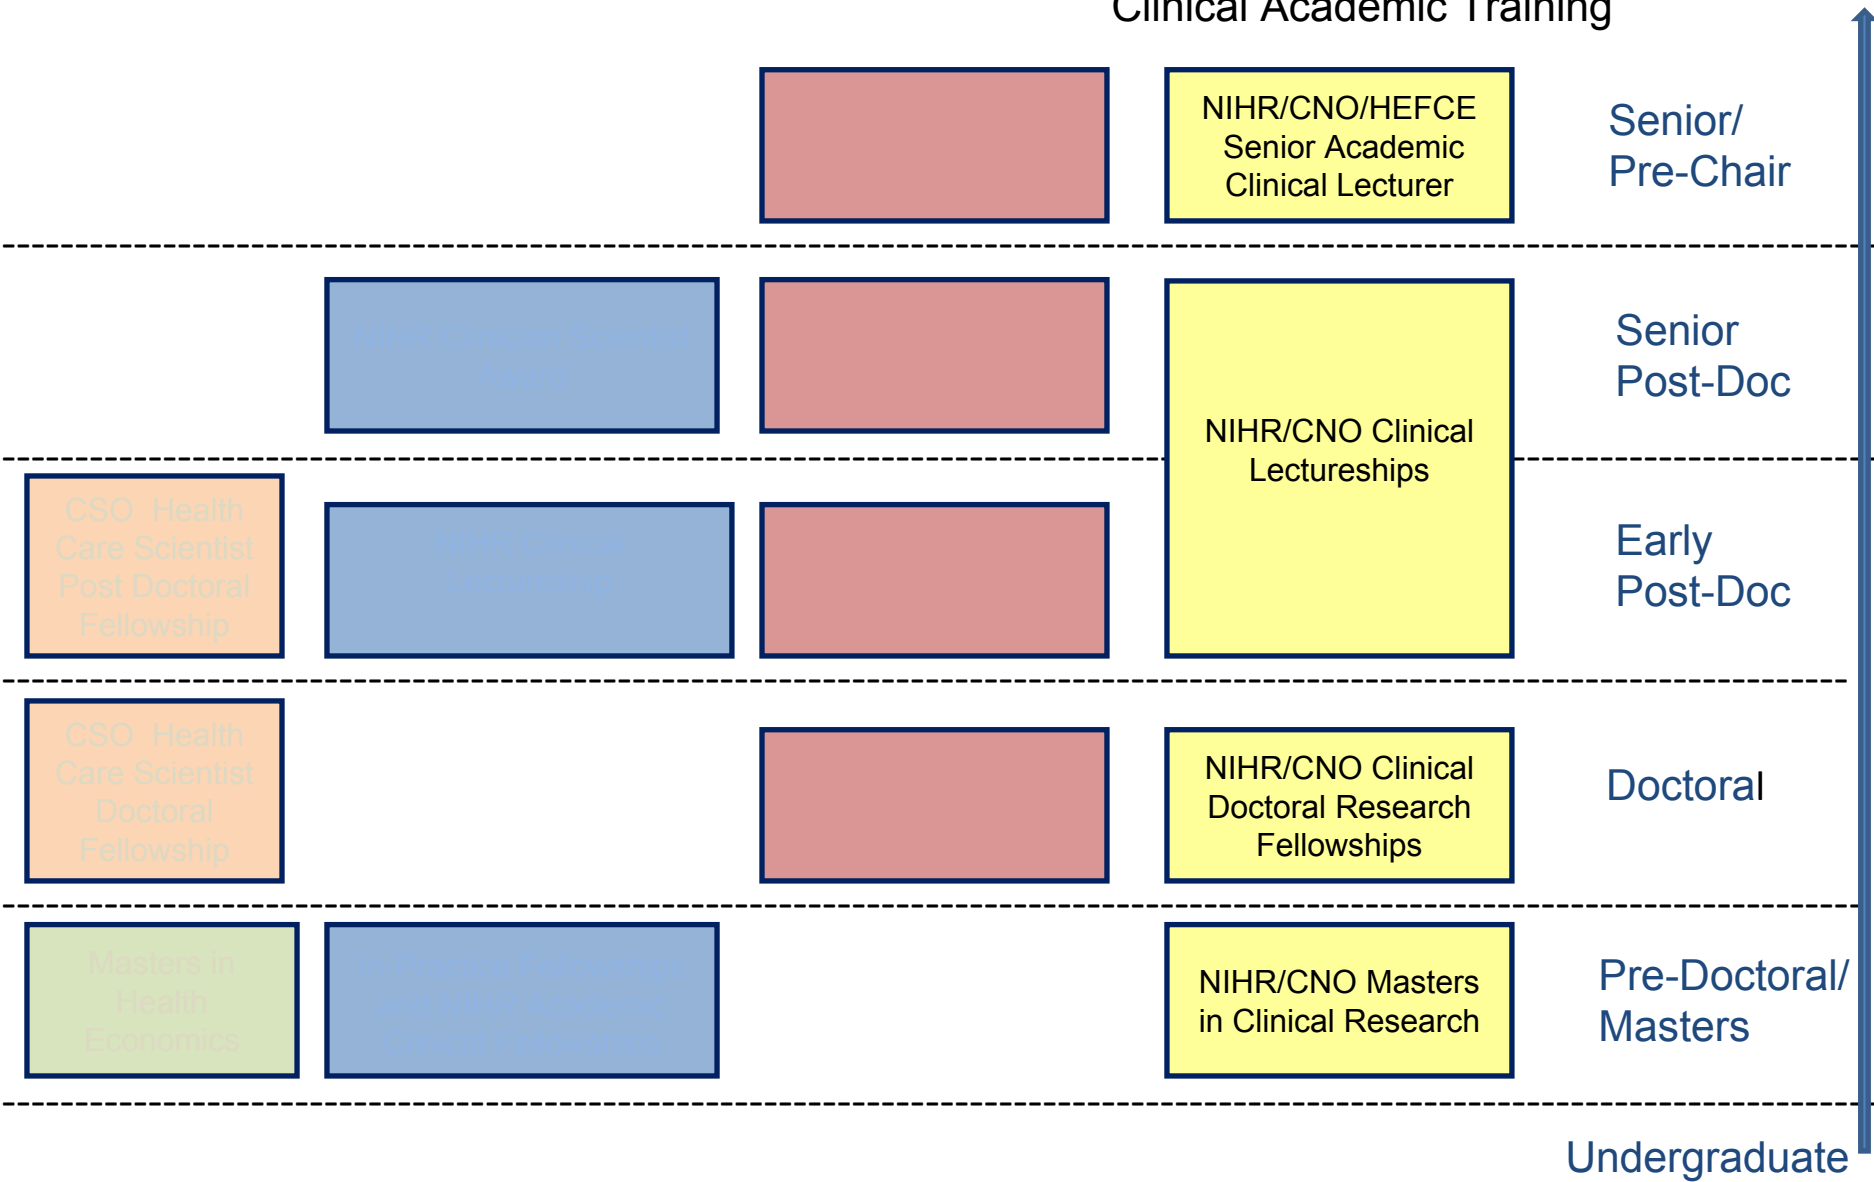 Clinical Academic Training
NIHR/CNO/HEFCE
Senior Academic
Clinical Lecturer
Senior/
Pre-Chair
Senior
Post-Doc
NIHR/CNO Clinical
Lectureships
CSO Health
Care Scientist
Post Doctoral
Fellowship
Early
Post-Doc
CSO Health
Care Scientist
Doctoral
Fellowship
NIHR/CNO Clinical
Doctoral Research
Fellowships
Doctoral
Masters in
Health
Economics
NIHR/CNO Masters
in Clinical Research
Pre-Doctoral/
Masters
Undergraduate